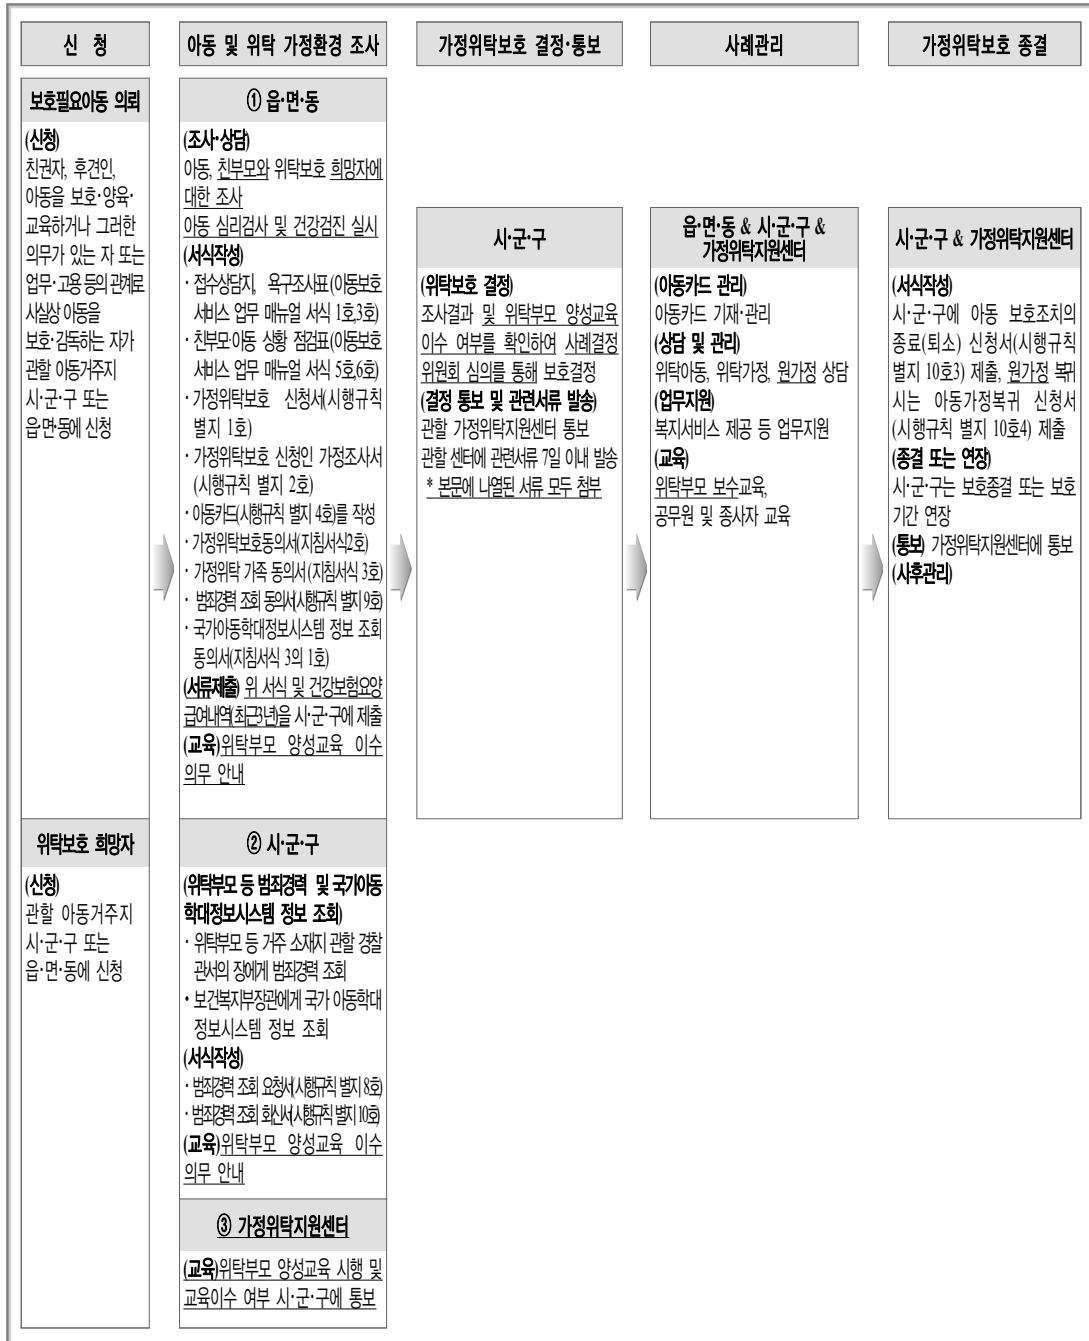 신 청
보호필요아동 의뢰
(신청)
친권자, 후견인,
아동을 보호·양육·
교육하거나 그러한
의무가 있는 자 또는
업무·고용 등의 관계로
사실상 아동을
보호·감독하는 자가
관할 아동거주지
시·군·구 또는
읍·면·동에 신청
위탁보호 희망자
(신청)
관할 아동거주지
시·군·구 또는
읍·면·동에 신청
아동 및 위탁 가정환경 조사
① 읍·면·동
(조사·상담)
아동, 친부모와 위탁보호 희망자에
대한 조사
아동 심리검사 및 건강검진 실시
(서식작성)
· 접수상담지, 욕구조사표(아동보호
서비스 업무 매뉴얼 서식 1호,3호)
· 친부모·아동 상황 점검표(아동보호
서비스 업무 매뉴얼 서식 5호,6호)
· 가정위탁보호 신청서(시행규칙
별지 1호)
· 가정위탁보호 신청인 가정조사서
(시행규칙 별지 2호)
· 아동카드(시행규칙 별지 4호)를 작성
· 가정위탁보호동의서(지침서식2호)
· 가정위탁 가족 동의서(지침서식 3호)
· 범죄경력 조회 동의서(시행규칙 별지 9호)
· 국가아동학대정보시스템 정보 조회
동의서(지침서식 3의 1호)
(서류제출) 위 서식 및 건강보험요양
급여내역(최근3년)을 시·군·구에 제출
(교육)위탁부모 양성교육 이수
의무 안내
② 시·군·구
(위탁부모 등 범죄경력 및 국가아동
학대정보시스템 정보 조회)
· 위탁부모 등 거주 소재지 관할 경찰
관서의 장에게 범죄경력 조회
• 보건복지부장관에게 국가 아동학대
정보시스템 정보 조회
(서식작성)
· 범죄경력 조회 요청서(시행규칙 별지 8호)
· 범죄경력 조회 회신서(시행규칙 별지 10호)
(교육)위탁부모 양성교육 이수
의무 안내
③ 가정위탁지원센터
(교육)위탁부모 양성교육 시행 및
교육이수 여부 시·군·구에 통보
가정위탁보호 결정·통보
시·군·구
(위탁보호 결정)
조사결과 및 위탁부모 양성교육
이수 여부를 확인하여 사례결정
위원회 심의를 통해 보호결정
(결정 통보 및 관련서류 발송)
관할 가정위탁지원센터 통보
관할 센터에 관련서류 7일 이내 발송
* 본문에 나열된 서류 모두 첨부
사례관리
읍·면·동 & 시·군·구 &
가정위탁지원센터
(아동카드 관리)
아동카드 기재·관리
(상담 및 관리)
위탁아동, 위탁가정, 원가정 상담
(업무지원)
복지서비스 제공 등 업무지원
(교육)
위탁부모 보수교육,
공무원 및 종사자 교육
가정위탁보호 종결
시·군·구 & 가정위탁지원센터
(서식작성)
시·군·구에 아동 보호조치의
종료(퇴소) 신청서(시행규칙
별지 10호3) 제출, 원가정 복귀
시는 아동가정복귀 신청서
(시행규칙 별지 10호4) 제출
(종결 또는 연장)
시·군·구는 보호종결 또는 보호
기간 연장
(통보) 가정위탁지원센터에 통보
(사후관리)